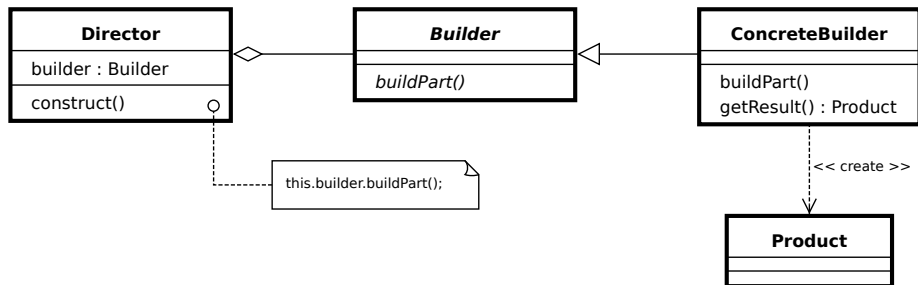 Director
builder : Builder
construct()
Builder
buildPart()
ConcreteBuilder
buildPart()
getResult() : Product
this.builder.buildPart();
<< create >>
Product